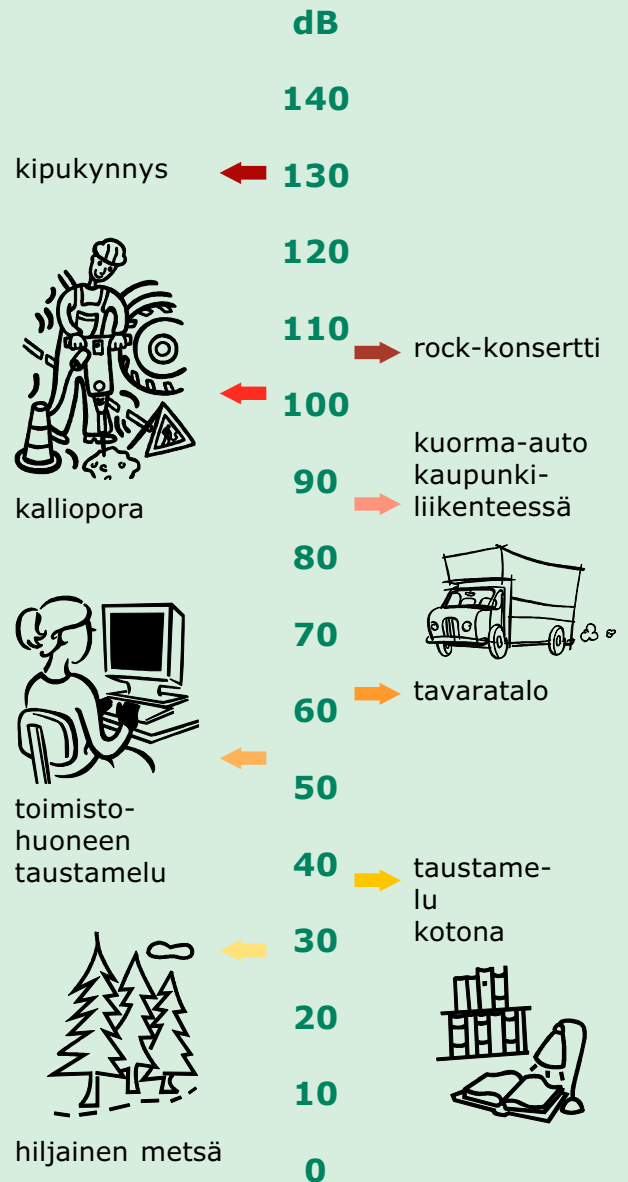 dB
140
kipukynnys
130
120
110
rock-konsertti
100
kuorma-auto
kaupunki-
liikenteessä
90
kalliopora
80
70
tavaratalo
60
50
toimisto-
huoneen
taustamelu
40
taustame-
lu
kotona
30
20
10
hiljainen metsä
0